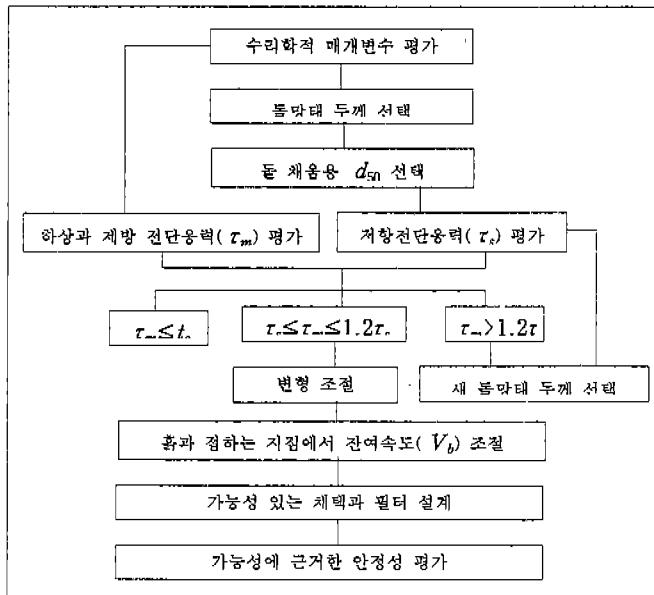 수리학적 매개변수 평가
돌망태 두께 선택
돌 채움용 d50 선택
하상과 제방 전단응력( τm ) 평가
저항전단응력( τs ) 평가
τm≤ts
τs≤τm≤1.2τs
τm>1.2τ
변형 조절
새 돌망태 두께 선택
흙과 접하는 지점에서 잔여속도( Vb ) 조절
가능성 있는 채택과 필터 설계
가능성에 근거한 안정성 평가